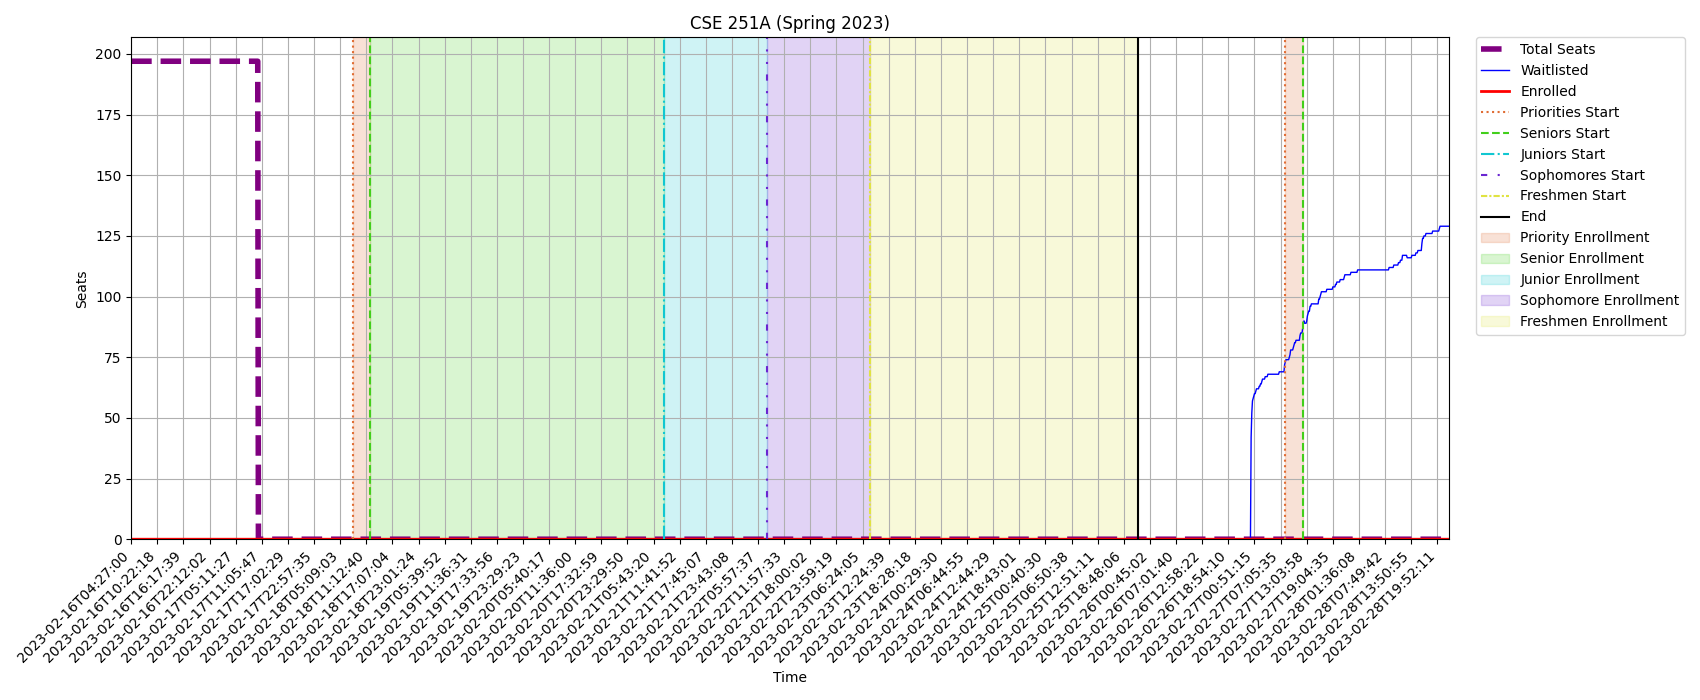 CSE 251A (Spring 2023)
Seats
200
175
150
125
100
75
50
25
0
2023-02-16T04:27:00
2023-02-16T10:22:18
2023-02-16T16:17:39
2023-02-16T22:12:02
2023-02-17T05:11:27
2023-02-17T11:05:47
2023-02-17T17:02:29
2023-02-17T22:57:35
2023-02-18T05:09:03
2023-02-18T11:12:40
2023-02-18T17:07:04
2023-02-18T23:01:24
2023-02-19T05:39:52
2023-02-19T11:36:31
2023-02-19T17:33:56
2023-02-19T23:29:23
2023-02-20T05:40:17
2023-02-20T11:36:00
2023-02-20T17:32:59
2023-02-20T23:29:50
2023-02-21T05:43:20
2023-02-21T11:41:52
2023-02-21T17:45:07
2023-02-21T23:43:08
2023-02-22T05:57:37
2023-02-22T11:57:33
2023-02-22T18:00:02
2023-02-22T23:59:19
2023-02-23T06:24:05
2023-02-23T12:24:39
2023-02-23T18:28:18
2023-02-24T00:29:30
2023-02-24T06:44:55
2023-02-24T12:44:29
2023-02-24T18:43:01
2023-02-25T00:40:30
2023-02-25T06:50:38
2023-02-25T12:51:11
2023-02-25T18:48:06
2023-02-26T00:45:02
2023-02-26T07:01:40
2023-02-26T12:58:22
2023-02-26T18:54:10
2023-02-27T00:51:15
2023-02-27T07:05:35
2023-02-27T13:03:58
2023-02-27T19:04:35
2023-02-28T01:36:08
2023-02-28T07:49:42
2023-02-28T13:50:55
2023-02-28T19:52:11
Time
Total Seats
Waitlisted
Enrolled
Priorities Start
Seniors Start
Juniors Start
Sophomores Start
Freshmen Start
End
Priority Enrollment
Senior Enrollment
Junior Enrollment
Sophomore Enrollment
Freshmen Enrollment